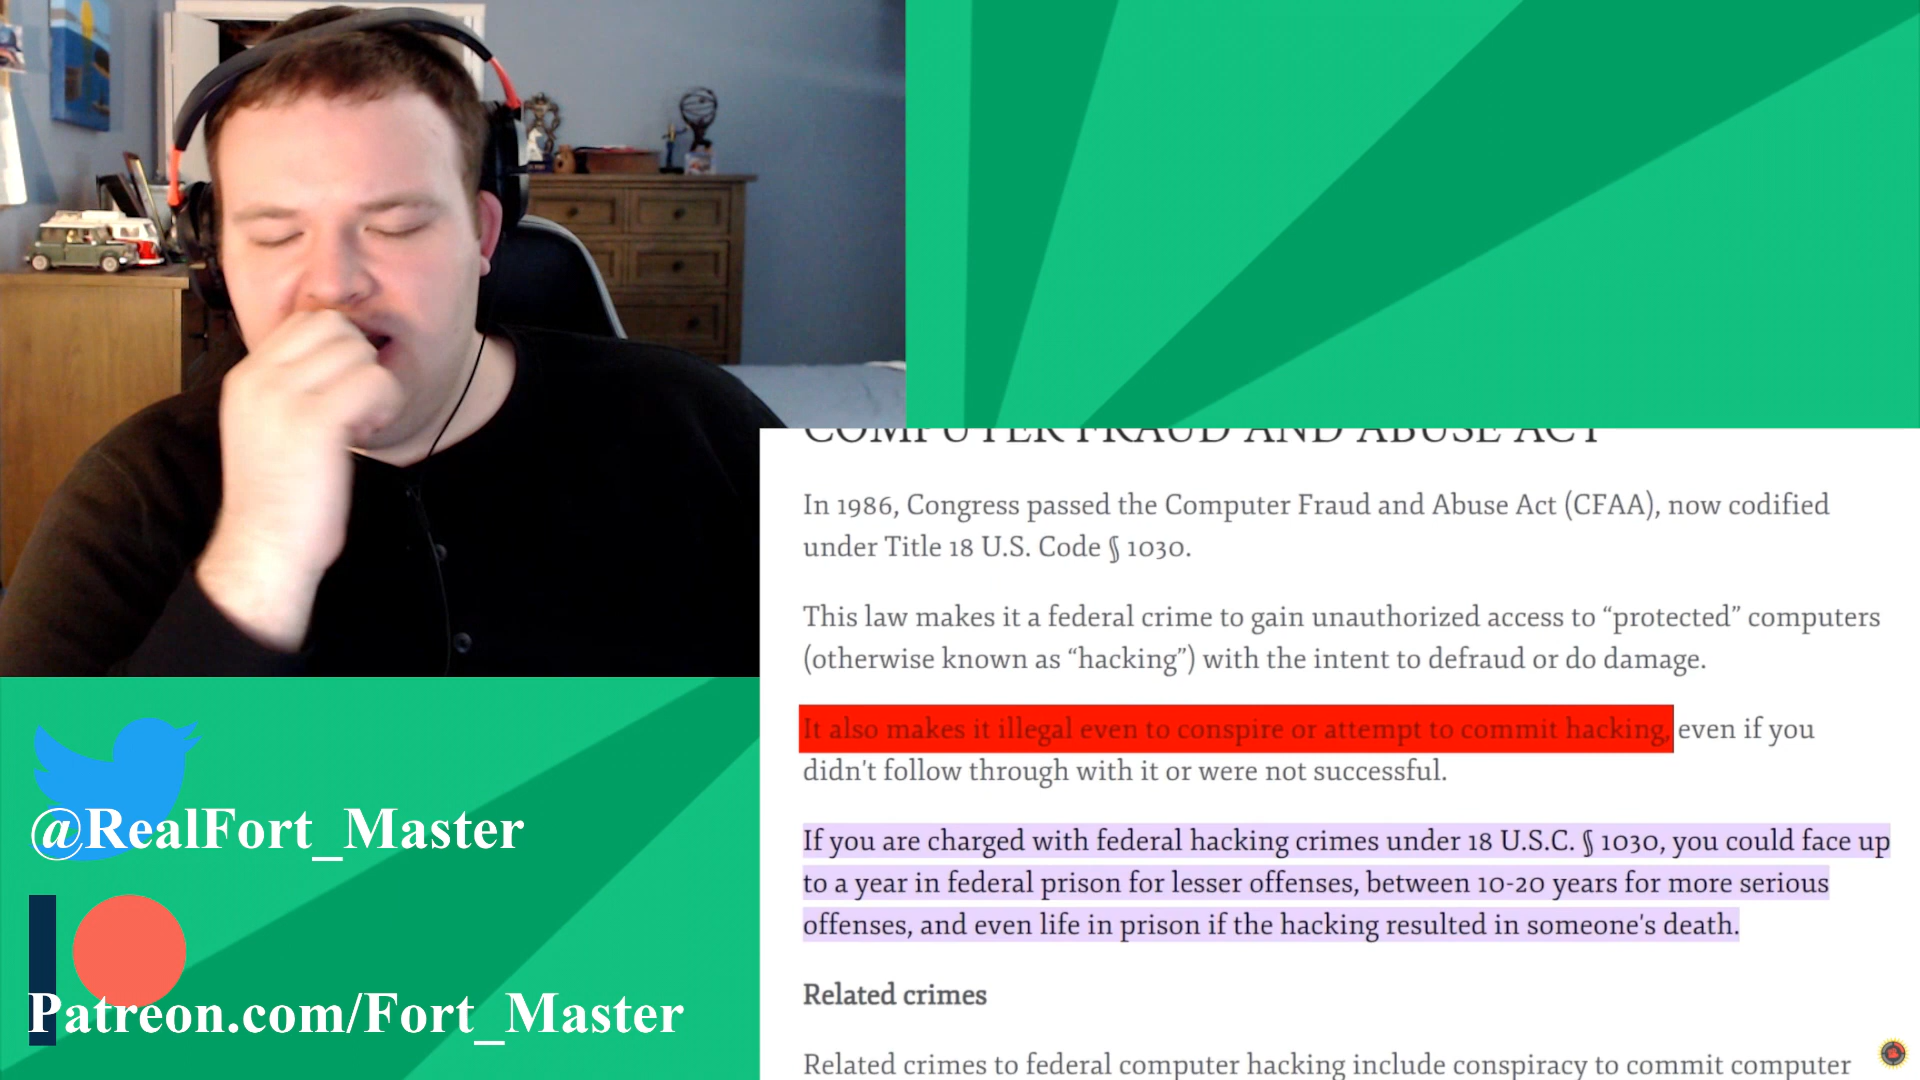 COMPUTER FRAUD AND ABUSE ACT
In 1986, Congress passed the Computer Fraud and Abuse Act (CFAA), now codified
under Title 18 U.S. Code § 1030.
This law makes it a federal crime to gain unauthorized access to “protected” computers
(otherwise known as “hacking”) with the intent to defraud or do damage.
It also makes it illegal even to conspire or attempt to commit hacking, even if you
didn't follow through with it or were not successful.
If you are charged with federal hacking crimes under 18 U.S.C. § 1030, you could face up
to a year in federal prison for lesser offenses, between 10-20 years for more serious
offenses, and even life in prison if the hacking resulted in someone's death.
Related crimes
Related crimes to federal computer hacking include conspiracy to commit computer
@RealFort_Master
Patreon.com/Fort_Master